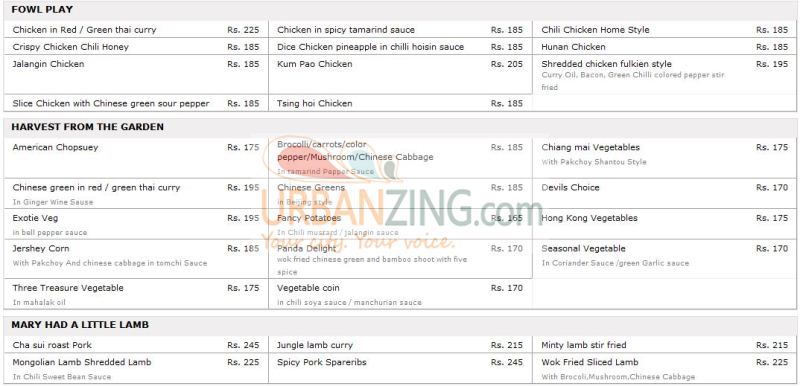 FOWL PLAY
Chicken in Red / Green thai curry Rs. 225 Chicken in spicy tamarind sauce Rs. 185 Chili Chicken Home Style Rs. 185
Crispy Chicken Chili Honey Rs. 185 Dice Chicken pineapple in chilli hoisin sauce Rs. 185 Hunan Chicken Rs. 185
Jalangin Chicken Rs. 185 Kum Pao Chicken Rs. 205 Shredded chicken fulkien style Rs. 195
Curry Oil, Bacon, Green Chilli colored pepper stir
fried
Slice Chicken with Chinese green sour pepper Rs. 185 Tsing hoi Chicken Rs. 185
HARVEST FROM THE GARDEN
American Chopsuey Rs. 175 Brocolli/carrots/color Rs. 185 Chiang mai Vegetables Rs. 175
pepper/Mushroom/Chinese Cabbage
In tamarind Pepper Sauce With Pakchoy Shantou Style
Chinese green in red / green thai curry Rs. 195 Chinese Greens Rs. 185 Devils Choice Rs. 170
In Ginger Wine Sause in Beijing style
URBANZING.com
Exotie Veg Rs. 195 Fancy Potatoes Rs. 165 Hong Kong Vegetables Rs. 175
in bell pepper sauce In Chili mustard / jalangin sauce
Your city. Your voice.
Jershey Corn Rs. 185 Panda Delight Rs. 170 Seasonal Vegetable Rs. 170
With Pakchoy And chinese cabbage in tomchi Sauce wok fried chinese green and bamboo shoot with five In Coriander Sauce /green Garlic sauce
spice
Three Treasure Vegetable Rs. 175 Vegetable coin Rs. 170
In mahalak oil in chili soya sauce / manchurian sauce
MARY HAD A LITTLE LAMB
Cha sui roast Pork Rs. 245 Jungle lamb curry Rs. 215 Minty lamb stir fried Rs. 215
Mongolian Lamb Shredded Lamb Rs. 225 Spicy Pork Spareribs Rs. 245 Wok Fried Sliced Lamb Rs. 225
In Chili Sweet Bean Sauce With Brocoli,Mushroom,Chinese Cabbage